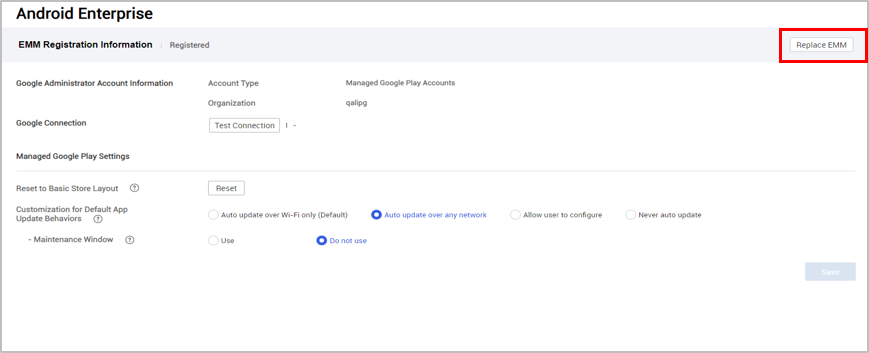 Android Enterprise
EMM Registration Information | Registered
Replace EMM
Google Administrator Account Information
Account Type
Managed Google Play Accounts
Organization
qalipg
Google Connection
Test Connection
I -
Managed Google Play Settings
Reset to Basic Store Layout ?
Reset
Customization for Default App
Update Behaviors ?
Auto update over Wi-Fi only (Default)
Auto update over any network
Allow user to configure
Never auto update
- Maintenance Window ?
Use
Do not use
Save